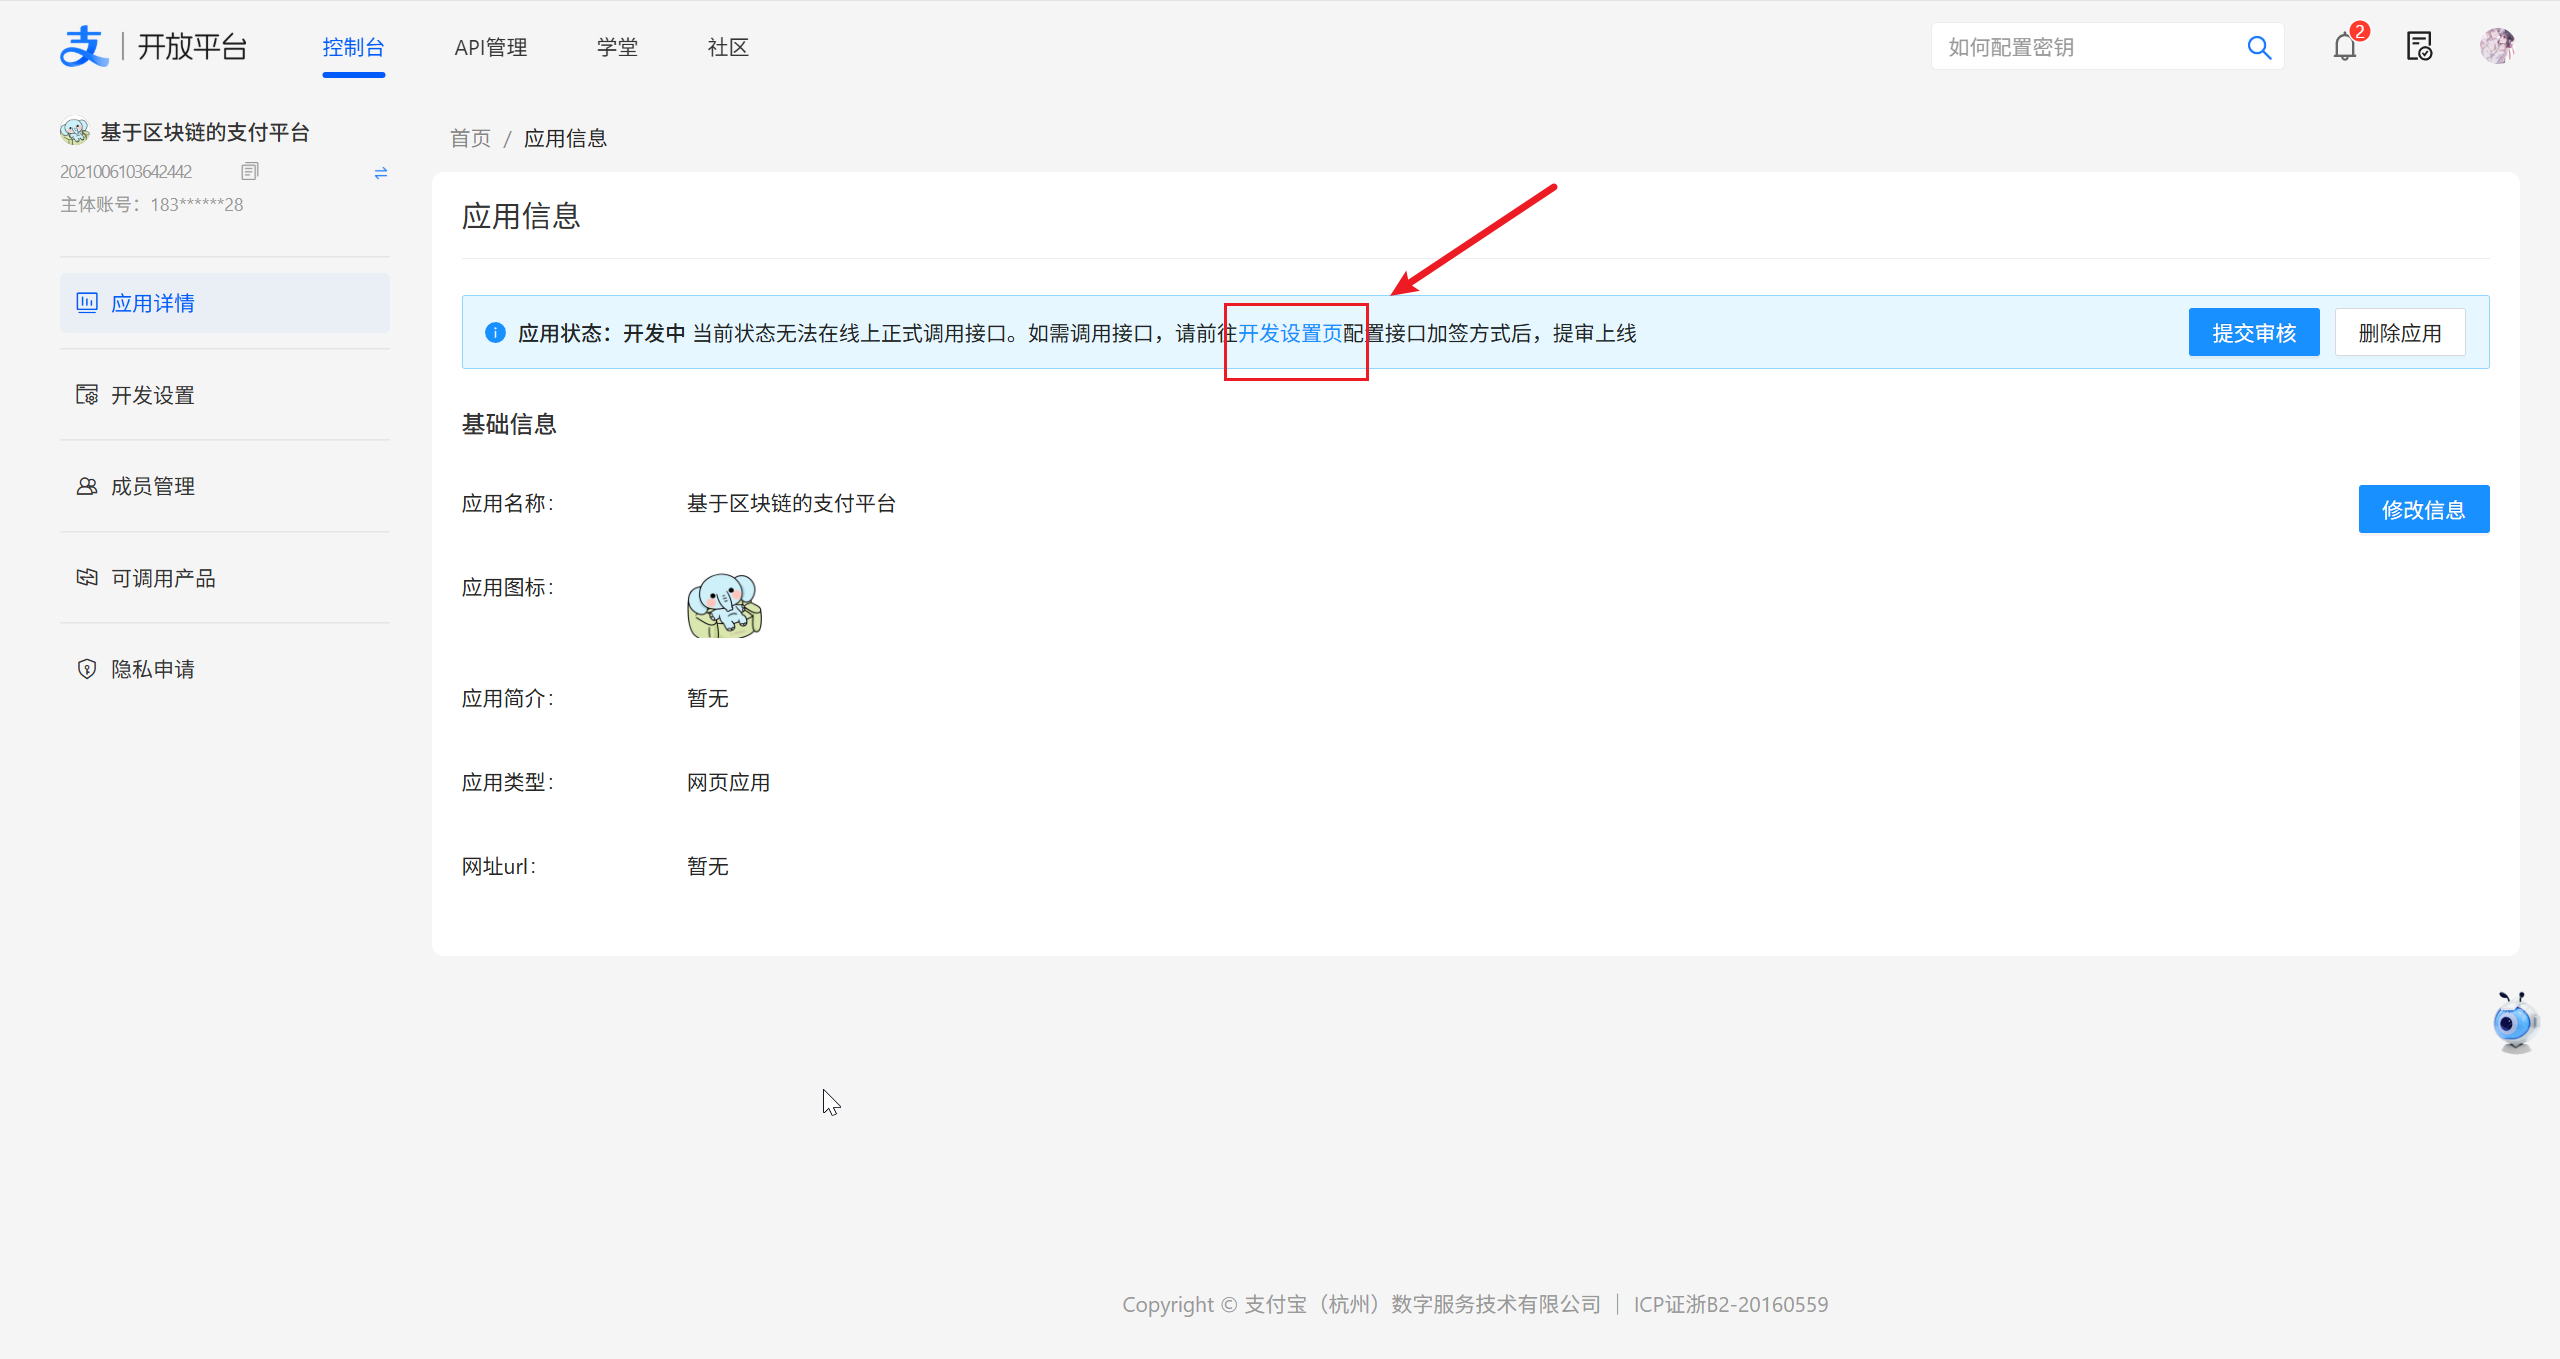 支 | 开放平台 控制台 API管理 学堂 社区 如何配置密钥 2
基于区块链的支付平台
2021006103642442
主体账号：183******28
应用详情
开发设置
成员管理
可调用产品
隐私申请
首页 / 应用信息
应用信息
应用状态：开发中 当前状态无法在线上正式调用接口。如需调用接口，请前往开发设置页配置接口加签方式后，提审上线 提交审核 删除应用
基础信息
应用名称： 基于区块链的支付平台 修改信息
应用图标：
应用简介： 暂无
应用类型： 网页应用
网址url： 暂无
Copyright © 支付宝（杭州）数字服务技术有限公司 | ICP证浙B2-20160559